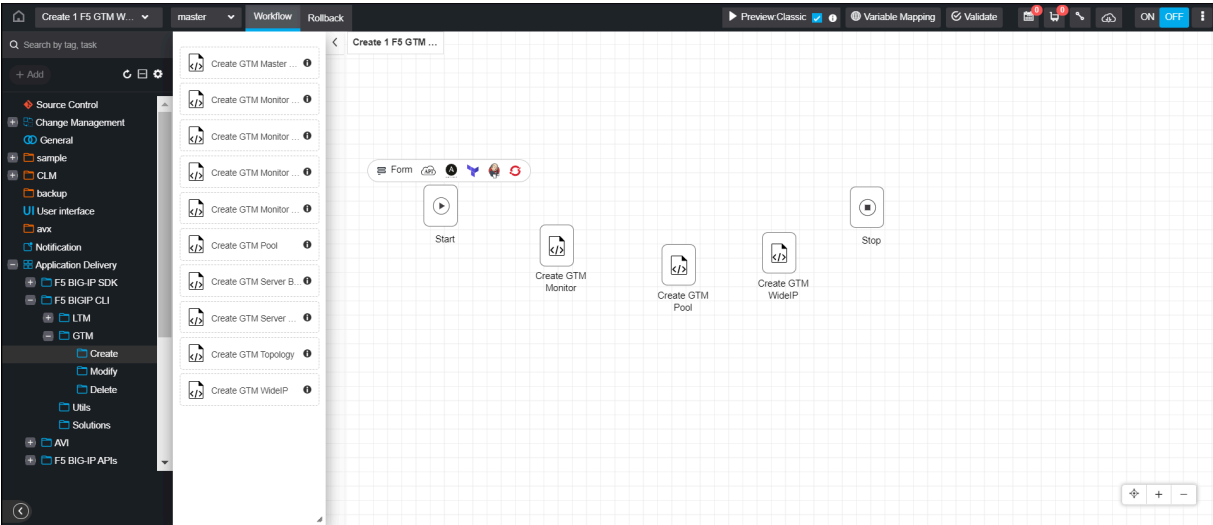 Create 1 F5 GTM W...
master
Workflow
Rollback
Preview:Classic
Variable Mapping
Validate
0
0
ON OFF
Search by tag, task
+ Add
Source Control
Change Management
General
sample
CLM
backup
UI User interface
avx
Notification
Application Delivery
F5 BIG-IP SDK
F5 BIGIP CLI
LTM
GTM
Create
Modify
Delete
Utils
Solutions
AVI
F5 BIG-IP APIs
Create GTM Master ...
Create GTM Monitor ...
Create GTM Monitor ...
Create GTM Monitor ...
Create GTM Monitor ...
Create GTM Pool
Create GTM Server B...
Create GTM Server ...
Create GTM Topology
Create GTM WideIP
Create 1 F5 GTM ...
Form
API
A
Start
Create GTM
Monitor
Create GTM
Pool
Create GTM
WideIP
Stop